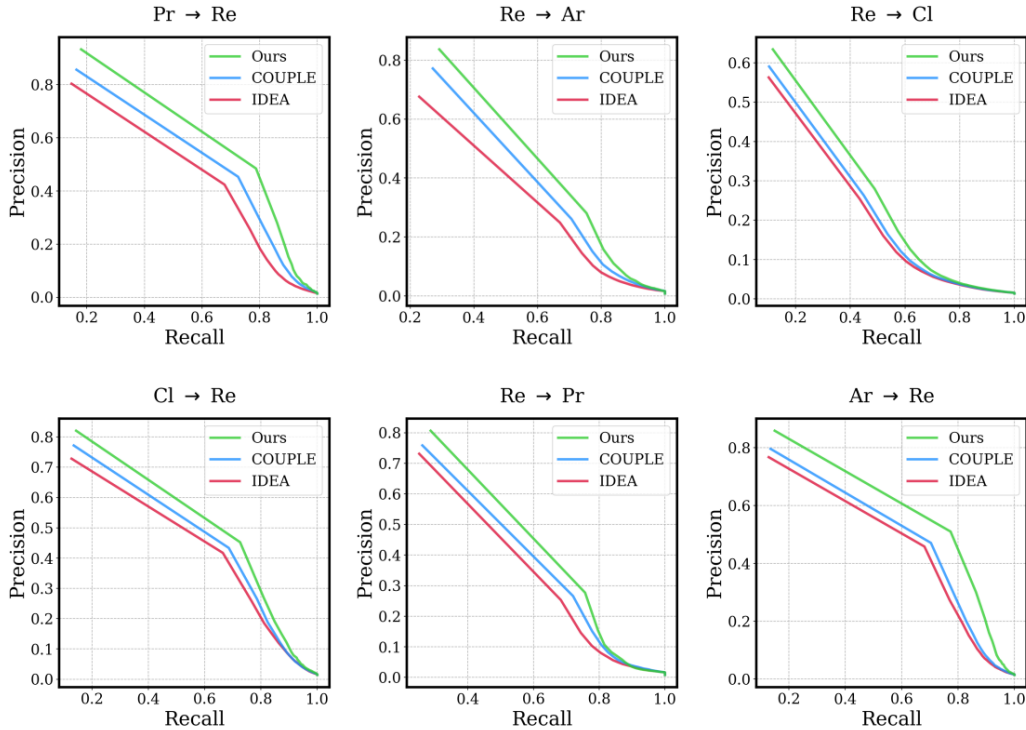 Pr → Re
Precision
0.8
0.6
0.4
0.2
0.0
Ours
COUPLE
IDEA
0.2 0.4 0.6 0.8 1.0
Recall
Re → Ar
Precision
0.8
0.6
0.4
0.2
0.0
Ours
COUPLE
IDEA
0.2 0.4 0.6 0.8 1.0
Recall
Re → Cl
Precision
0.6
0.5
0.4
0.3
0.2
0.1
0.0
Ours
COUPLE
IDEA
0.2 0.4 0.6 0.8 1.0
Recall
Cl → Re
Precision
0.8
0.7
0.6
0.5
0.4
0.3
0.2
0.1
0.0
Ours
COUPLE
IDEA
0.2 0.4 0.6 0.8 1.0
Recall
Re → Pr
Precision
0.8
0.7
0.6
0.5
0.4
0.3
0.2
0.1
0.0
Ours
COUPLE
IDEA
0.2 0.4 0.6 0.8 1.0
Recall
Ar → Re
Precision
0.8
0.6
0.4
0.2
0.0
Ours
COUPLE
IDEA
0.2 0.4 0.6 0.8 1.0
Recall